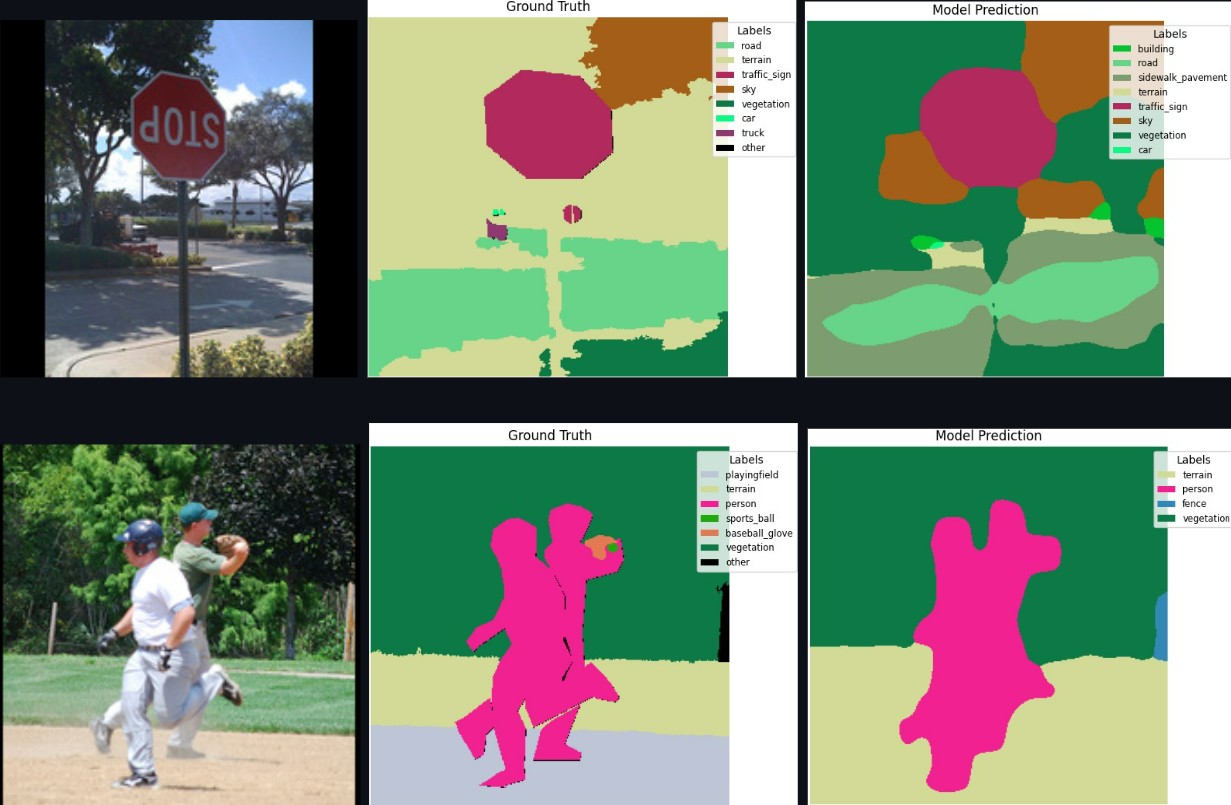 STOP
Ground Truth
Labels
road
terrain
traffic_sign
sky
vegetation
car
truck
other
Model Prediction
Labels
building
road
sidewalk_pavement
terrain
traffic_sign
sky
vegetation
car
Ground Truth
Labels
playingfield
terrain
person
sports_ball
baseball_glove
vegetation
other
Model Prediction
Labels
terrain
person
fence
vegetation